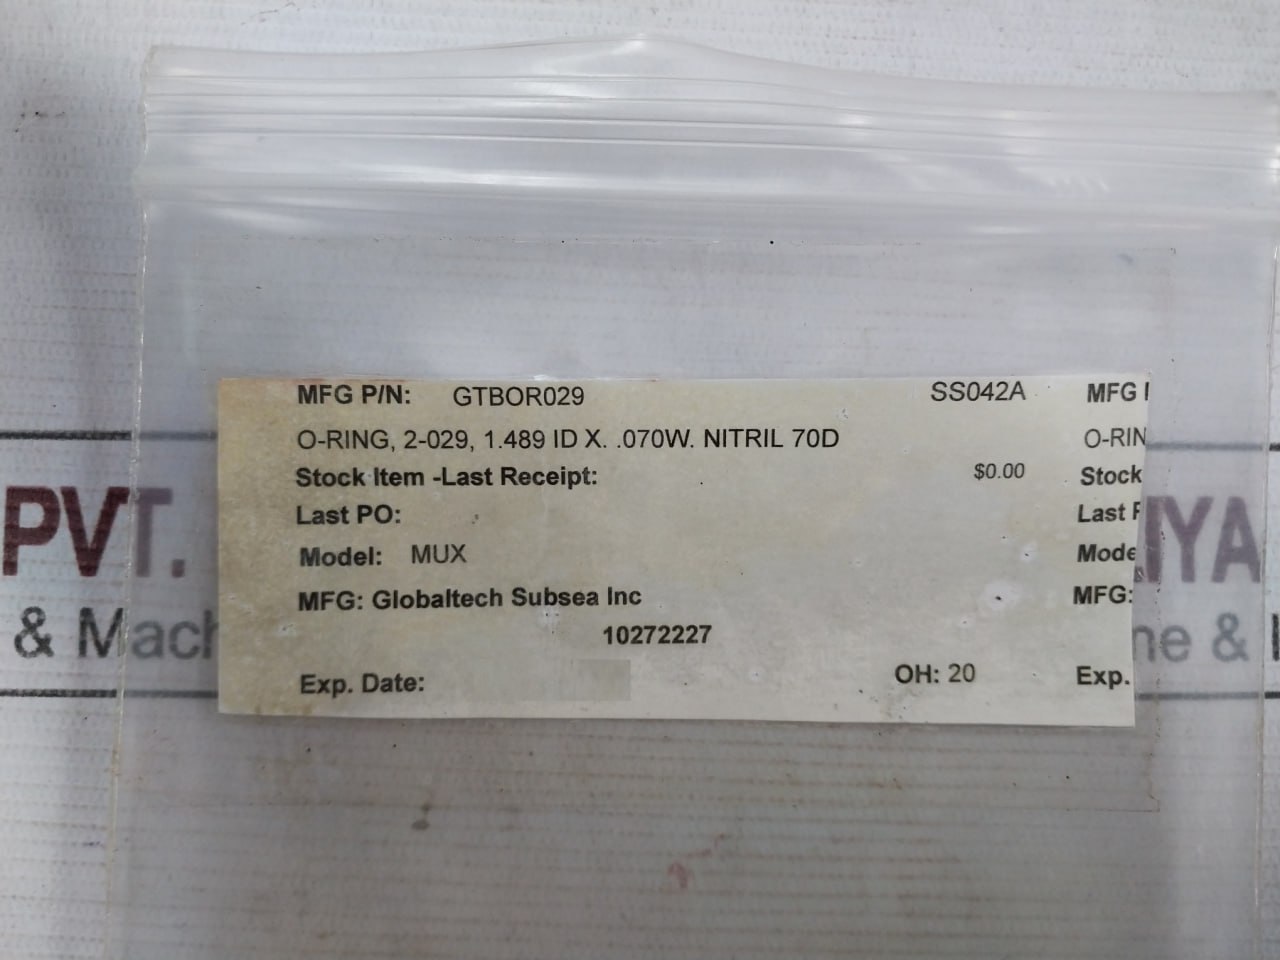 MFG P/N: GTBOR029 SS042A MFG
O-RING, 2-029, 1.489 ID X. .070W. NITRIL 70D O-RIN
Stock Item -Last Receipt: $0.00 Stock
Last PO: Last
Model: MUX Mode
MFG: Globaltech Subsea Inc MFG:
10272227
Exp. Date: OH: 20 Exp.
PVT.
& Mach
IYA
ne &